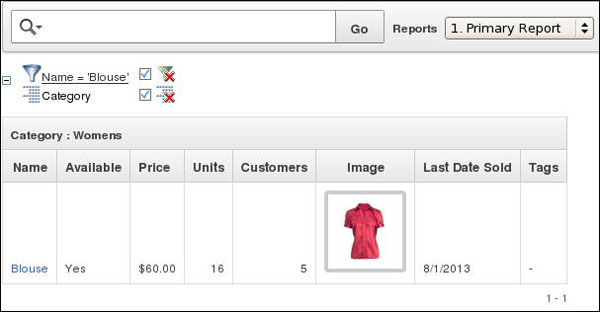 Go Reports 1. Primary Report
Name = 'Blouse'
Category
Category : Womens
Name Available Price Units Customers Image Last Date Sold Tags
Blouse Yes $60.00 16 5 8/1/2013 -
1 - 1